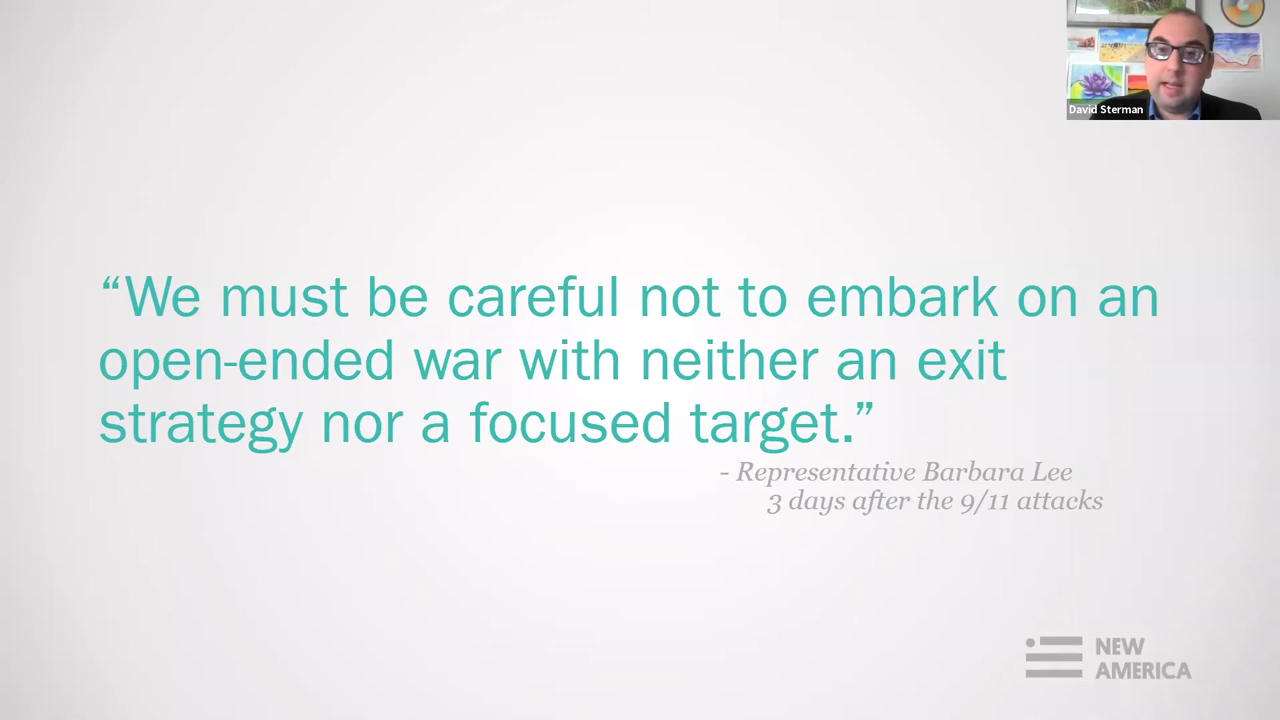 David Sterman
“We must be careful not to embark on an
open-ended war with neither an exit
strategy nor a focused target.”
- Representative Barbara Lee
3 days after the 9/11 attacks
NEW
AMERICA